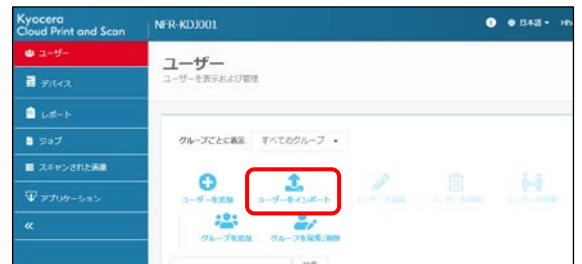 Kyocera
Cloud Print and Scan
NFR-KDJ001
日本語
ユーザー
デバイス
レポート
ジョブ
スキャンされた画像
アプリケーション
«
ユーザー
ユーザーを表示および管理
グループごとに表示 すべてのグループ
ユーザーを追加 ユーザーをインポート
グループを追加 グループを編集/削除
検索